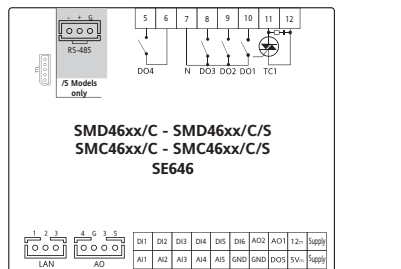 - + G
5 6 7 8 9 10 11 12
RS-485
/S Models
only
DO4 N DO3 DO2 DO1 TC1
SMD46xx/C - SMD46xx/C/S
SMC46xx/C - SMC46xx/C/S
SE646
1 2 3
4 G 3 5
LAN
AO
DI1 DI2 DI3 DI4 DI5 DI6 AO2 AO1 12⎓ Supply
AI1 AI2 AI3 AI4 AI5 GND GND DO5 5V⎓ Supply